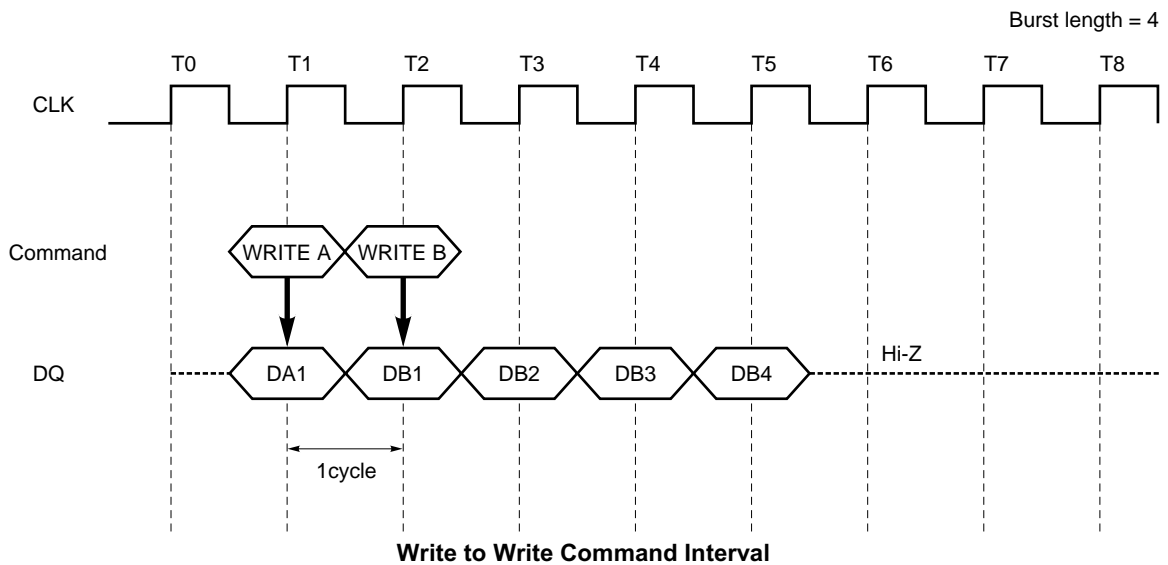 Burst length = 4
T0 T1 T2 T3 T4 T5 T6 T7 T8
CLK
Command WRITE A WRITE B
DQ DA1 DB1 DB2 DB3 DB4 Hi-Z
1cycle
Write to Write Command Interval